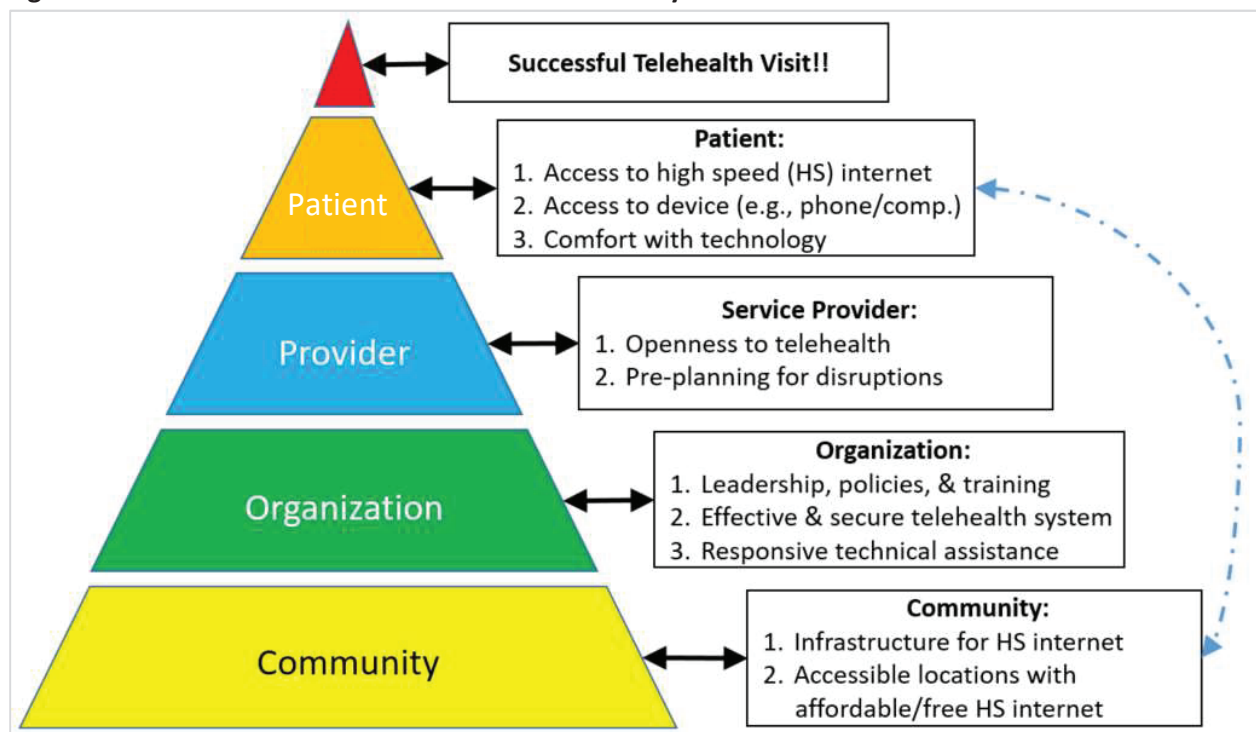 Successful Telehealth Visit!!
Patient
Patient:
1. Access to high speed (HS) internet
2. Access to device (e.g., phone/comp.)
3. Comfort with technology
Provider
Service Provider:
1. Openness to telehealth
2. Pre-planning for disruptions
Organization
Organization:
1. Leadership, policies, & training
2. Effective & secure telehealth system
3. Responsive technical assistance
Community
Community:
1. Infrastructure for HS internet
2. Accessible locations with
affordable/free HS internet